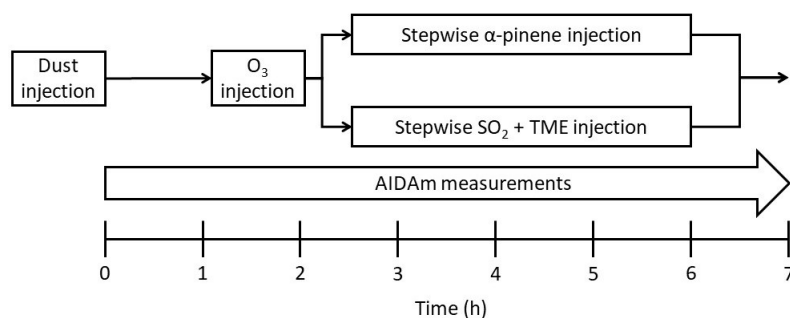 Dust
injection
O₃
injection
Stepwise α-pinene injection
Stepwise SO₂ + TME injection
AIDAm measurements
0 1 2 3 4 5 6 7
Time (h)